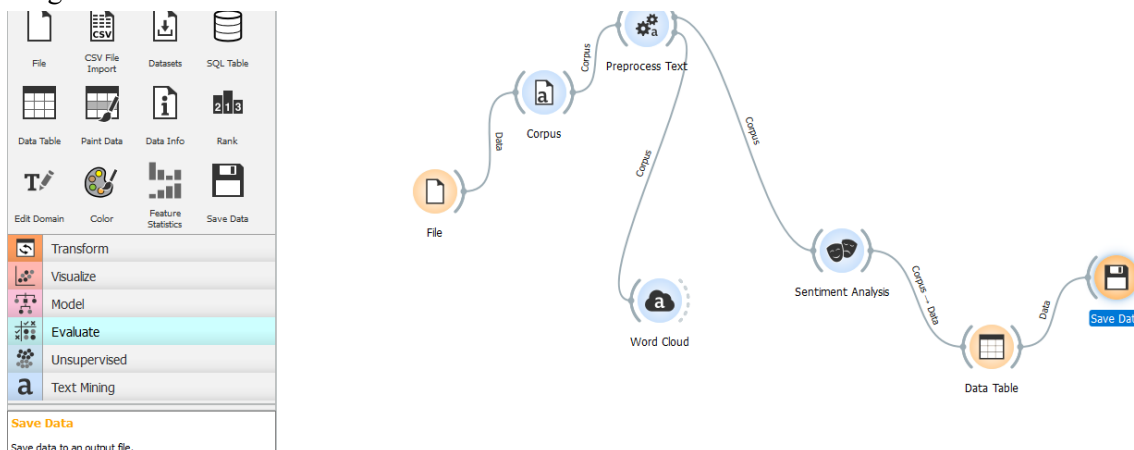 File
CSV File Import
Datasets
SQL Table
Data Table
Paint Data
Data Info
Rank
Edit Domain
Color
Feature Statistics
Save Data
Transform
Visualize
Model
Evaluate
Unsupervised
Text Mining
Save Data
Save data to an output file.
File
Data
Corpus
Corpus
Preprocess Text
Corpus
Word Cloud
Corpus
Sentiment Analysis
Corpus → Data
Data Table
Data
Save Dat